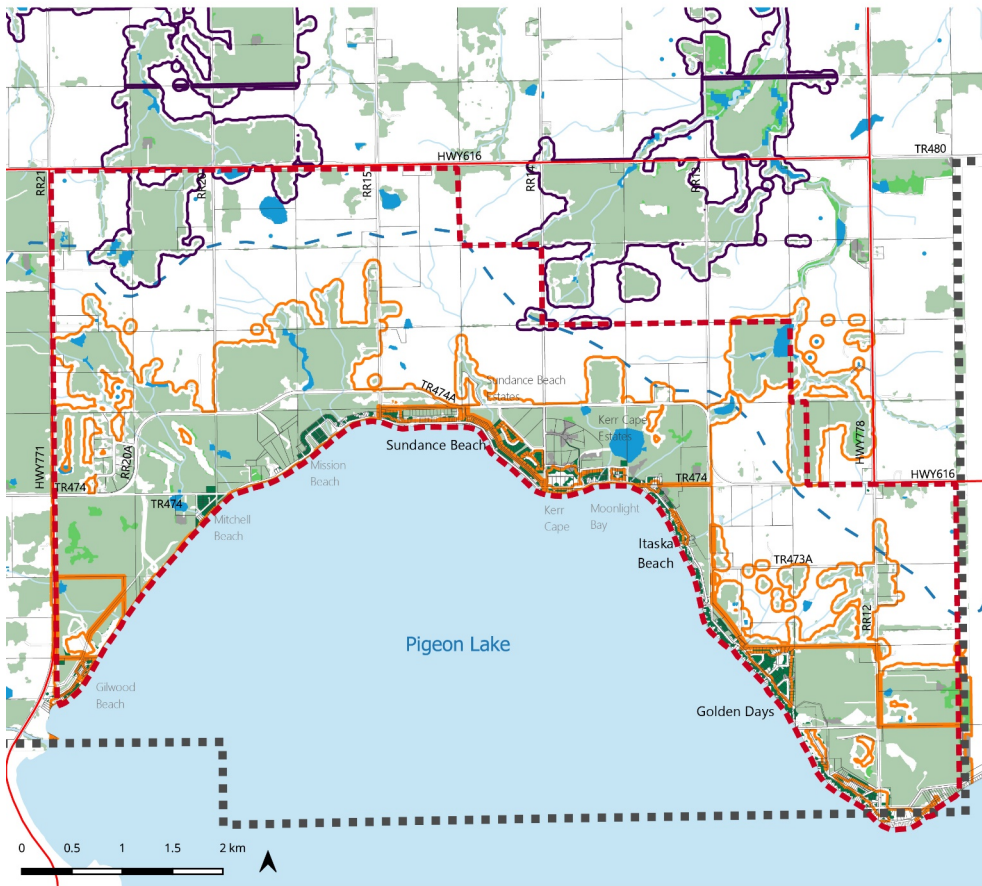 HWY616
TR480
RR21
RR20
RR15
RR14
RR13
TR474A
Sundance Beach
Estates
Sundance Beach
Kerr Cape
Estates
HWY771
RR20A
HWY778
HWY616
TR474
TR474
TR474
Mission
Beach
Mitchell
Beach
Kerr
Cape
Moonlight
Bay
Itaska
Beach
TR473A
RR12
Pigeon Lake
Gilwood
Beach
Golden Days
0 0.5 1 1.5 2 km